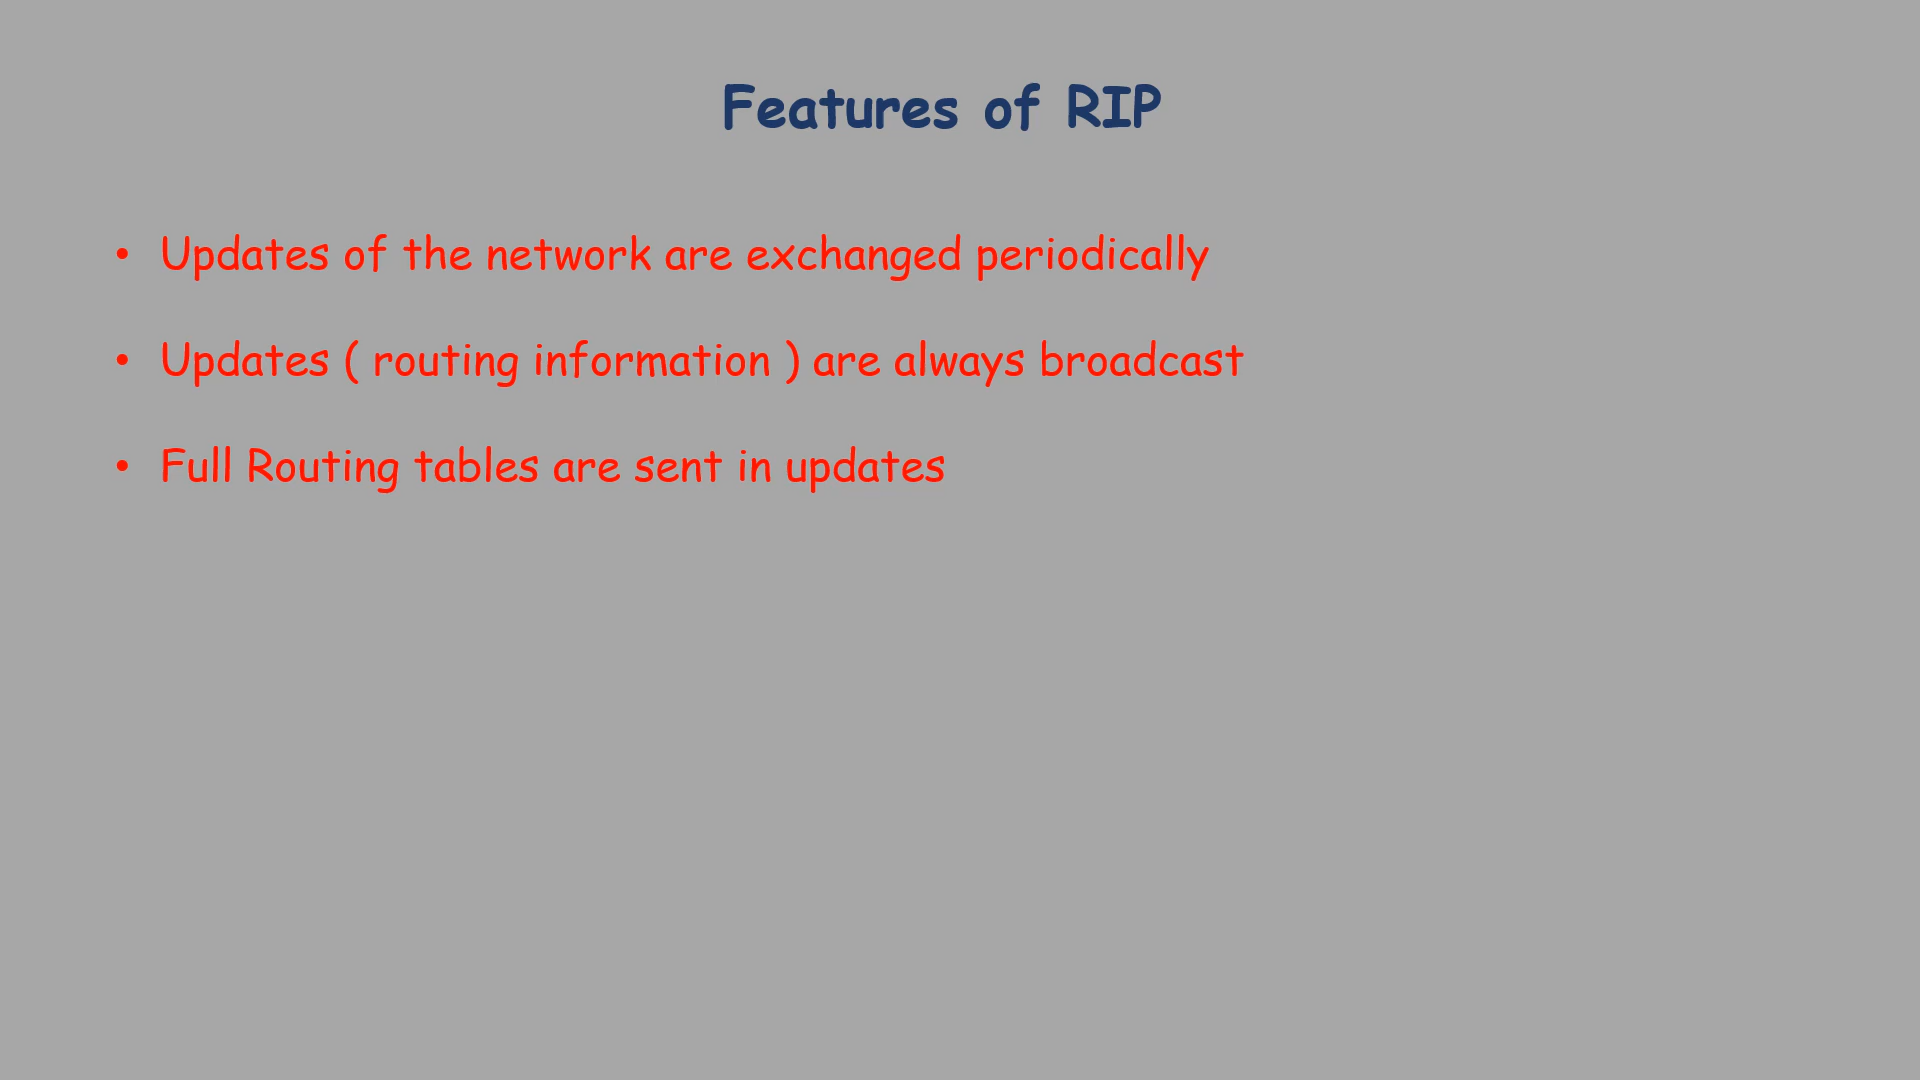 Features of RIP
• Updates of the network are exchanged periodically
• Updates ( routing information ) are always broadcast
• Full Routing tables are sent in updates